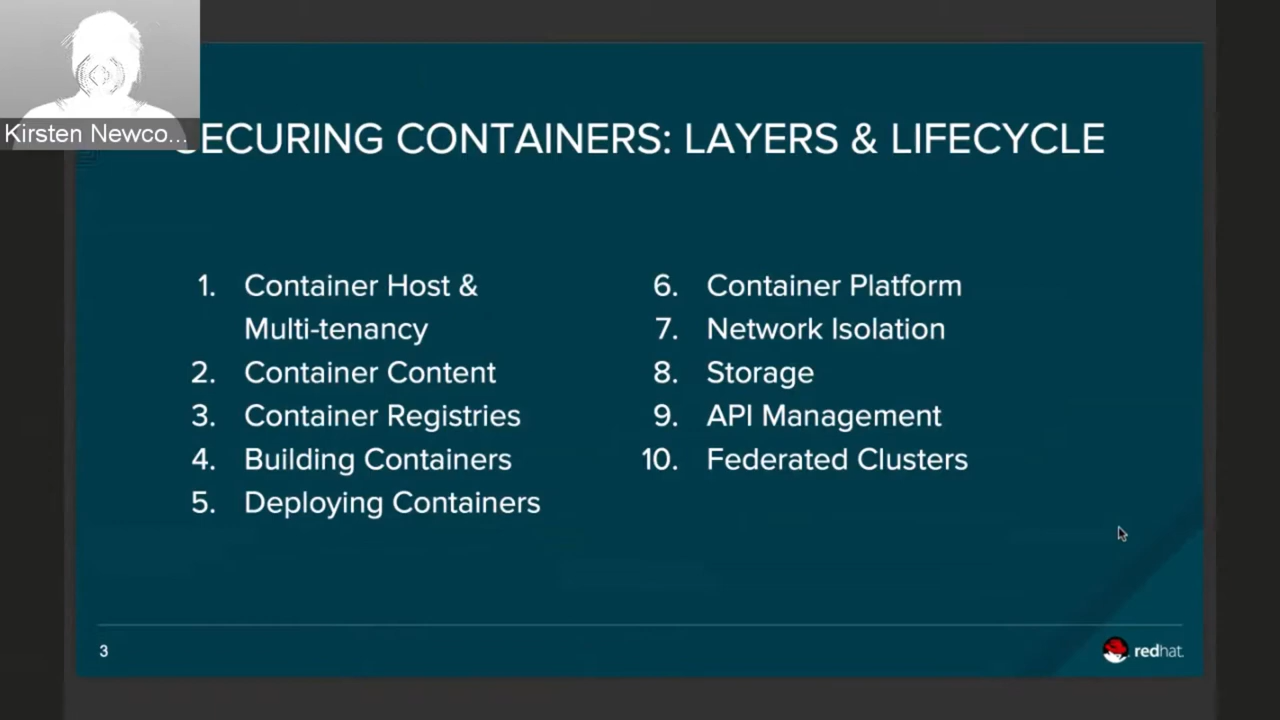 Kirsten Newco...
SECURING CONTAINERS: LAYERS & LIFECYCLE
1. Container Host &
Multi-tenancy
2. Container Content
3. Container Registries
4. Building Containers
5. Deploying Containers
6. Container Platform
7. Network Isolation
8. Storage
9. API Management
10. Federated Clusters
3
redhat.